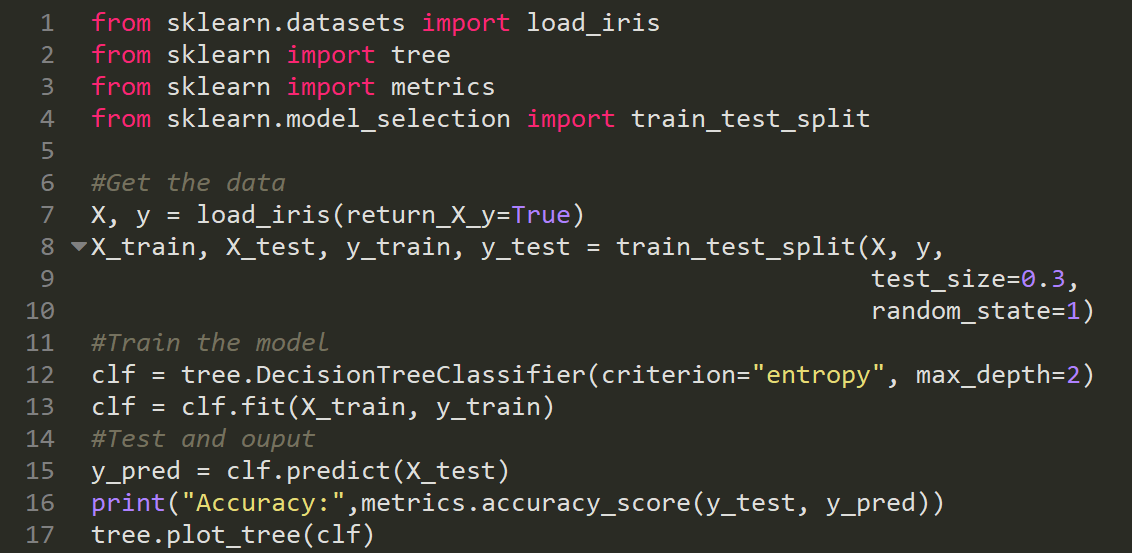 1 from sklearn.datasets import load_iris
2 from sklearn import tree
3 from sklearn import metrics
4 from sklearn.model_selection import train_test_split
5
6 #Get the data
7 X, y = load_iris(return_X_y=True)
8 X_train, X_test, y_train, y_test = train_test_split(X, y,
9 test_size=0.3,
10 random_state=1)
11 #Train the model
12 clf = tree.DecisionTreeClassifier(criterion="entropy", max_depth=2)
13 clf = clf.fit(X_train, y_train)
14 #Test and ouput
15 y_pred = clf.predict(X_test)
16 print("Accuracy:",metrics.accuracy_score(y_test, y_pred))
17 tree.plot_tree(clf)